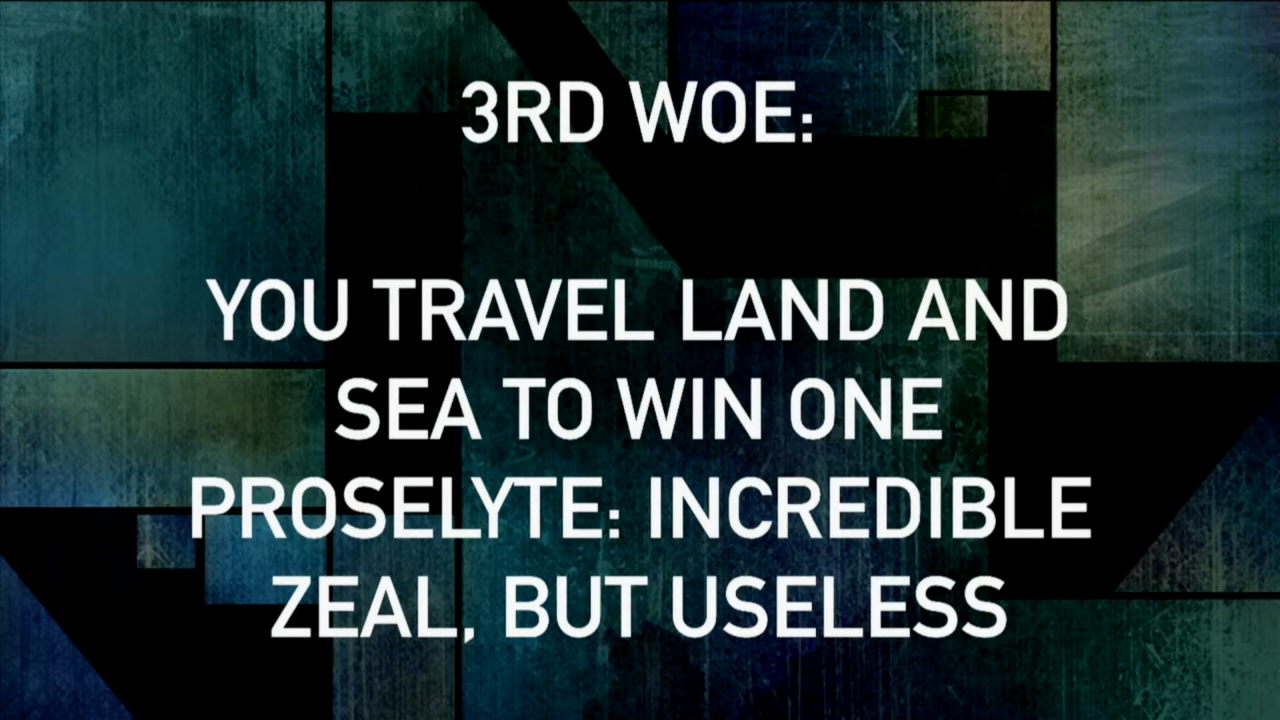 3RD WOE:
YOU TRAVEL LAND AND
SEA TO WIN ONE
PROSELYTE: INCREDIBLE
ZEAL, BUT USELESS